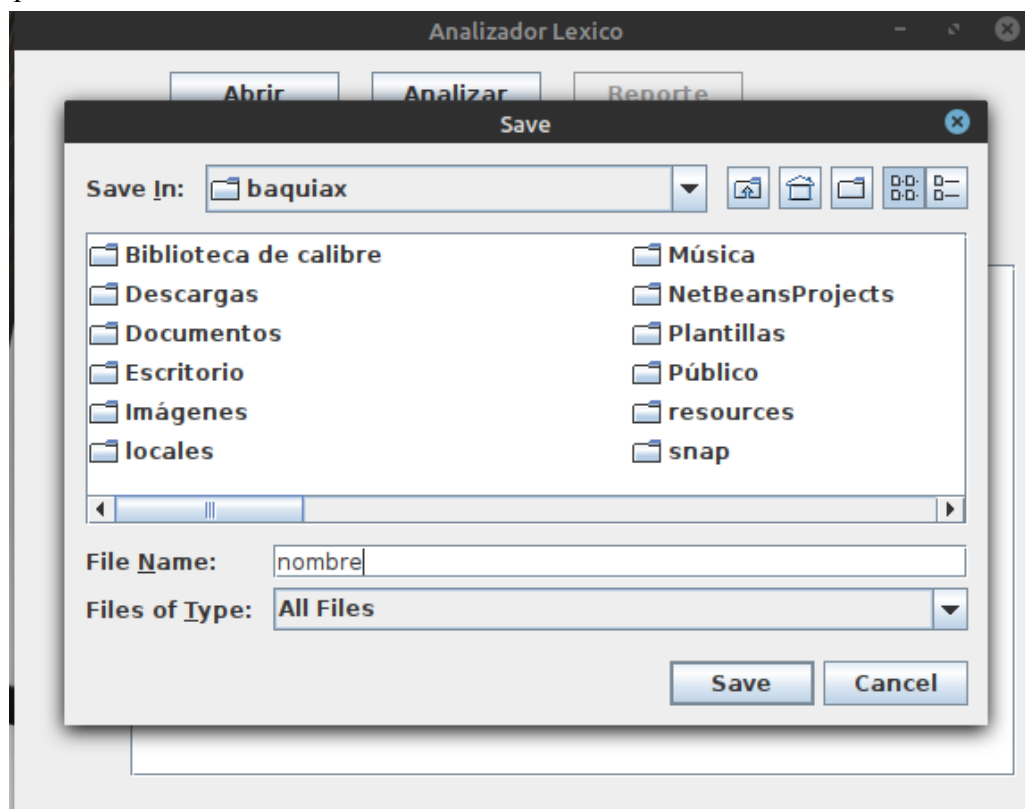 Analizador Lexico
Abrir Analizar Reporte
Save
Save In: baquiax
Biblioteca de calibre Música
Descargas NetBeansProjects
Documentos Plantillas
Escritorio Público
Imágenes resources
locales snap
File Name: nombre
Files of Type: All Files
Save Cancel